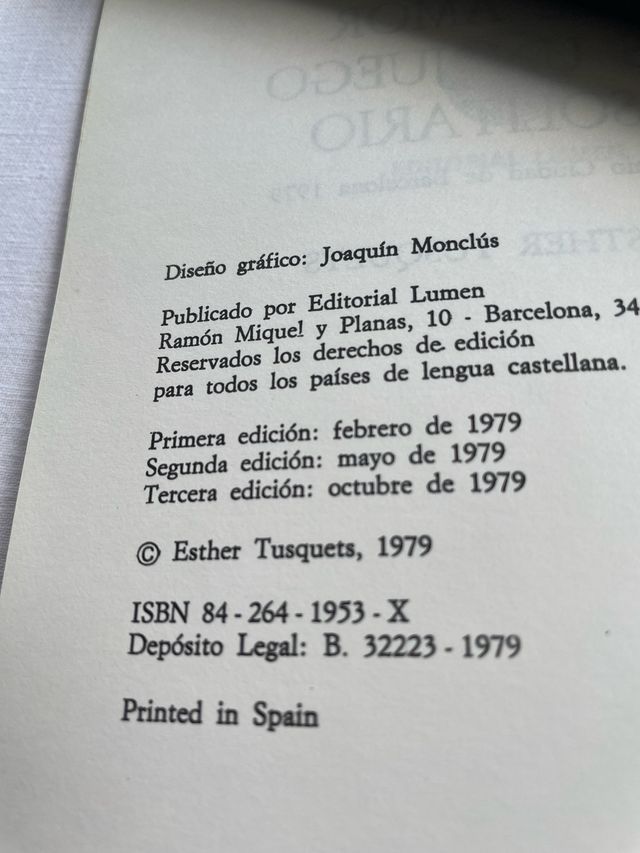 Diseño gráfico: Joaquín Monclús
Publicado por Editorial Lumen
Ramón Miquel y Planas, 10 - Barcelona, 34
Reservados los derechos de edición
para todos los países de lengua castellana.
Primera edición: febrero de 1979
Segunda edición: mayo de 1979
Tercera edición: octubre de 1979
© Esther Tusquets, 1979
ISBN 84 - 264 - 1953 - X
Depósito Legal: B. 32223 - 1979
Printed in Spain